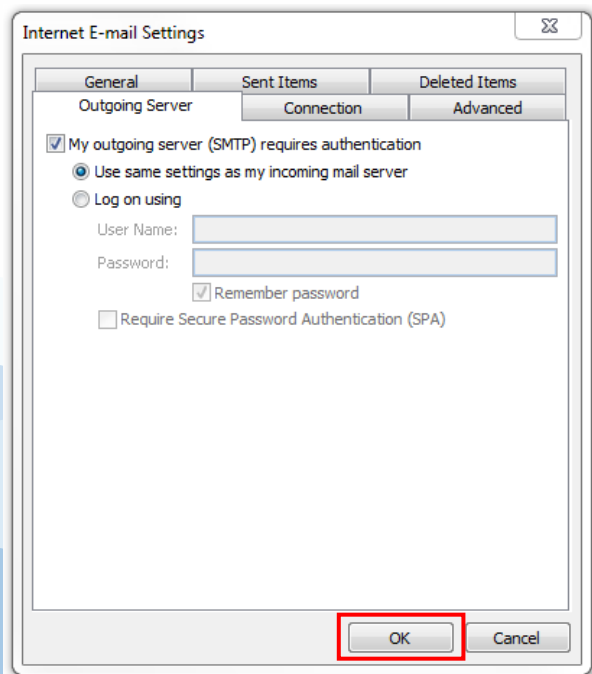 Internet E-mail Settings
General Sent Items Deleted Items
Outgoing Server Connection Advanced
My outgoing server (SMTP) requires authentication
Use same settings as my incoming mail server
Log on using
User Name:
Password:
Remember password
Require Secure Password Authentication (SPA)
OK Cancel